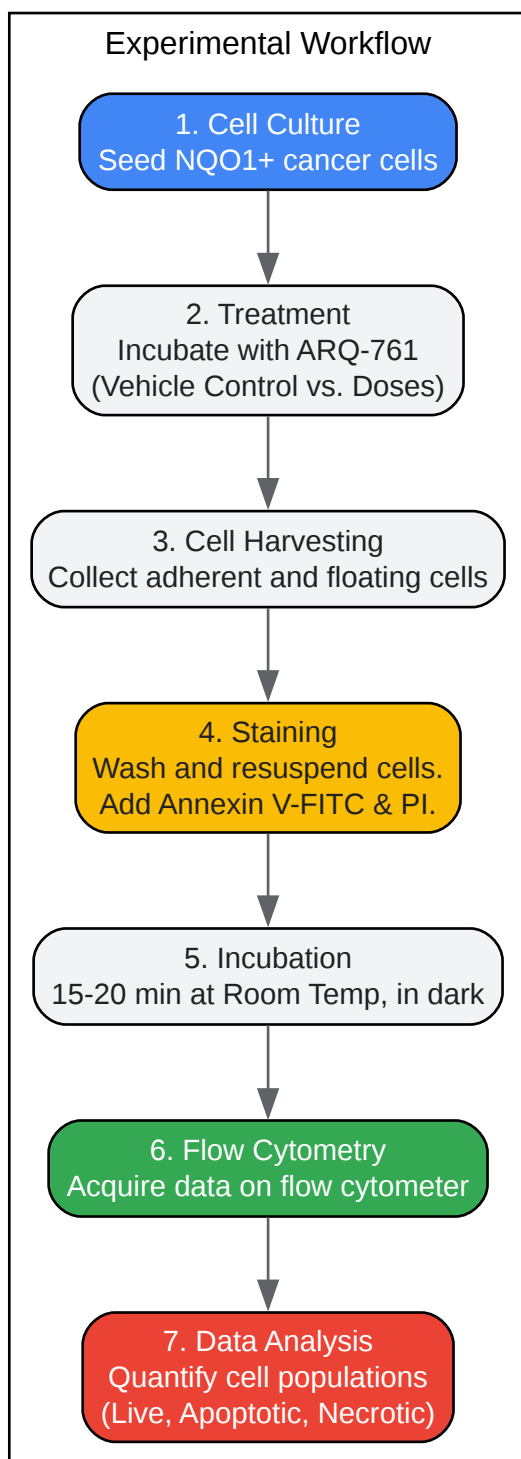 Experimental Workflow
1. Cell Culture
Seed NQO1+ cancer cells
2. Treatment
Incubate with ARQ-761
(Vehicle Control vs. Doses)
3. Cell Harvesting
Collect adherent and floating cells
4. Staining
Wash and resuspend cells.
Add Annexin V-FITC & PI.
5. Incubation
15-20 min at Room Temp, in dark
6. Flow Cytometry
Acquire data on flow cytometer
7. Data Analysis
Quantify cell populations
(Live, Apoptotic, Necrotic)